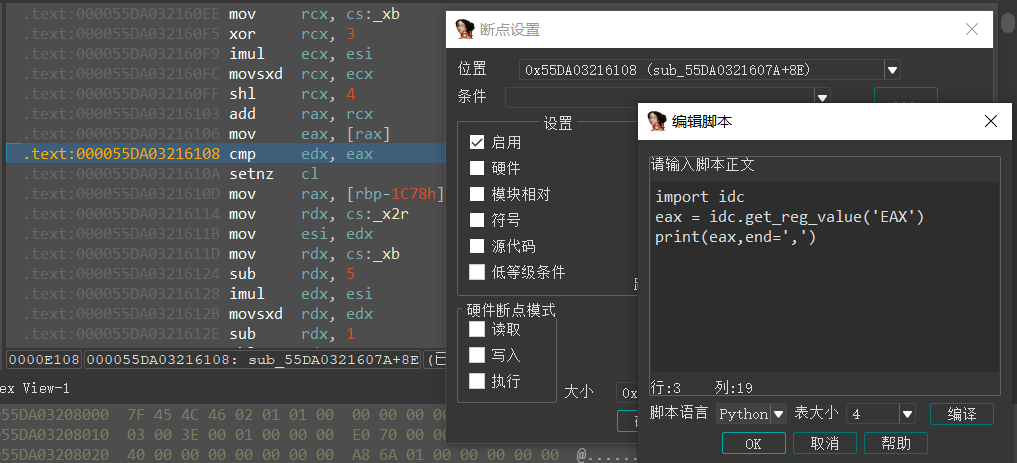 .text:000055DA032160EE mov rcx, cs:_xb
.text:000055DA032160F5 xor rcx, 3
.text:000055DA032160F9 imul ecx, esi
.text:000055DA032160FC movsxd rcx, ecx
.text:000055DA032160FF shl rcx, 4
.text:000055DA03216103 add rax, rcx
.text:000055DA03216106 mov eax, [rax]
.text:000055DA03216108 cmp edx, eax
.text:000055DA0321610A setnz cl
.text:000055DA0321610D mov rax, [rbp-1C78h]
.text:000055DA03216114 mov rdx, cs:_x2r
.text:000055DA0321611B mov esi, edx
.text:000055DA0321611D mov rdx, cs:_xb
.text:000055DA03216124 sub rdx, 5
.text:000055DA03216128 imul edx, esi
.text:000055DA0321612B movsxd rdx, edx
.text:000055DA0321612E sub rdx, 1
0000E108 000055DA03216108: sub_55DA0321607A+8E
ex View-1
55DA03208000 7F 45 4C 46 02 01 01 00 00 00 00 00
55DA03208010 03 00 3E 00 01 00 00 00 E0 70 00 00
55DA03208020 40 00 00 00 00 00 00 00 A8 6A 01 00 00 00 00 00 @......
断点设置
位置 0x55DA03216108 (sub_55DA0321607A+8E)
条件
设置
启用
硬件
模块相对
符号
源代码
低等级条件
硬件断点模式
读取
写入
执行
大小 0x
编辑脚本
请输入脚本正文
import idc
eax = idc.get_reg_value('EAX')
print(eax,end=',')
行:3 列:19
脚本语言 Python 表大小 4 编译
OK 取消 帮助